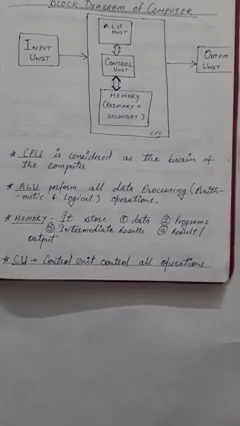 BLOCK DIAGRAM OF COMPUTER
ALU
UNIT
INPUT
UNIT
CONTROL
UNIT
OUTPUT
UNIT
MEMORY
(PRIMARY +
SECONDARY)
CPU
* CPU is considered as the brain of
the computer
* ALU perform all data Processing (Arith-
-metic & Logical) operations.
* MEMORY - It store ① data ② Programs
③ Intermediate Results ④ Result/
output
* CU → Control unit control all operations